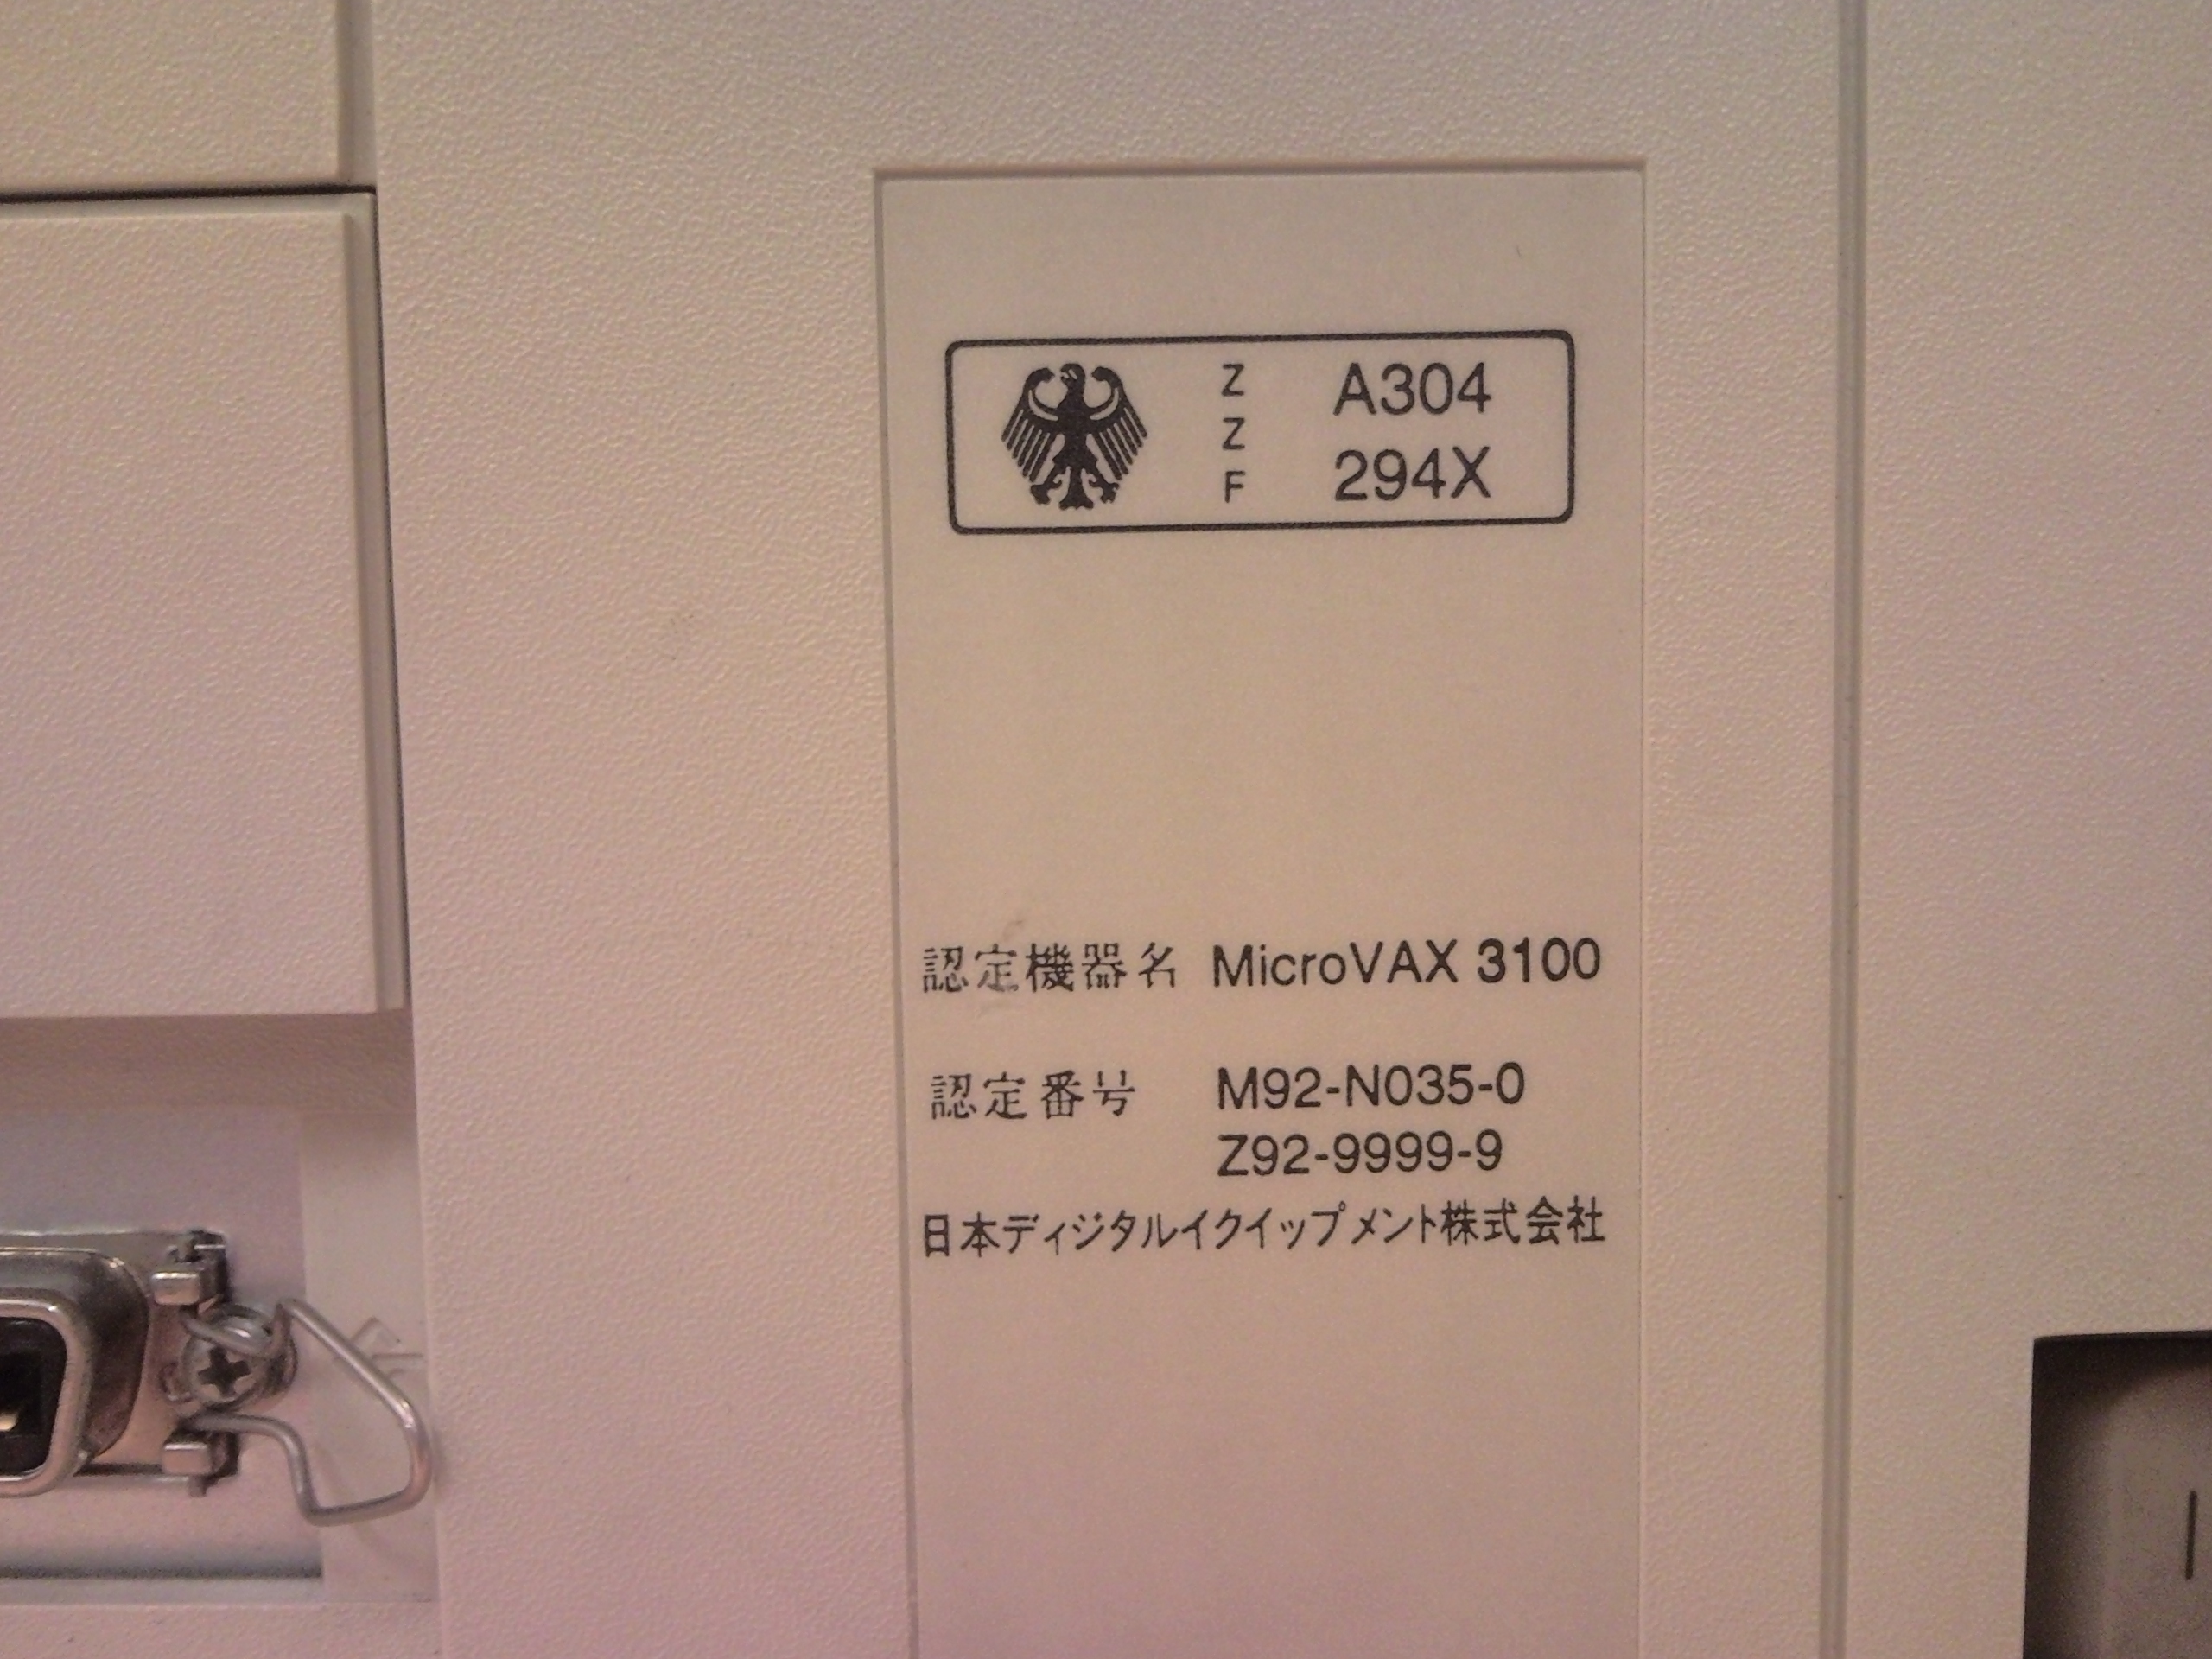 Z A304
Z
F 294X
認定機器名 MicroVAX 3100
認定番号 M92-N035-0
Z92-9999-9
日本ディジタルイクイップメント株式会社